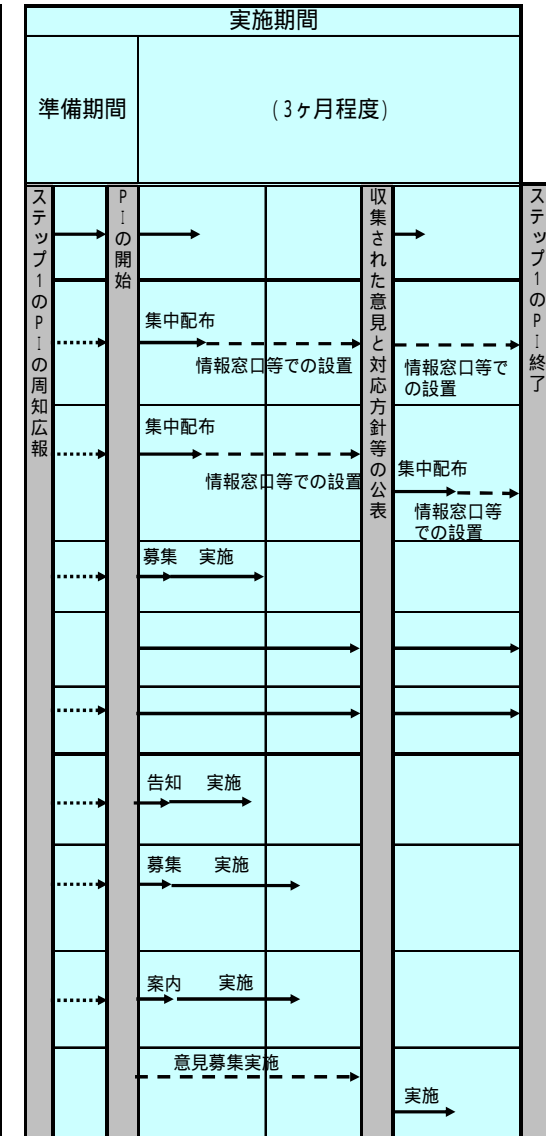 実施期間
準備期間
(3ヶ月程度)
ステップ1のPIの周知広報
PIの開始
収集された意見と対応方針等の公表
ステップ1のPI終了
集中配布
情報窓口等での設置
情報窓口等で
の設置
集中配布
情報窓口等での設置
集中配布
情報窓口等
での設置
募集 実施
告知 実施
募集 実施
案内 実施
意見募集実施
実施